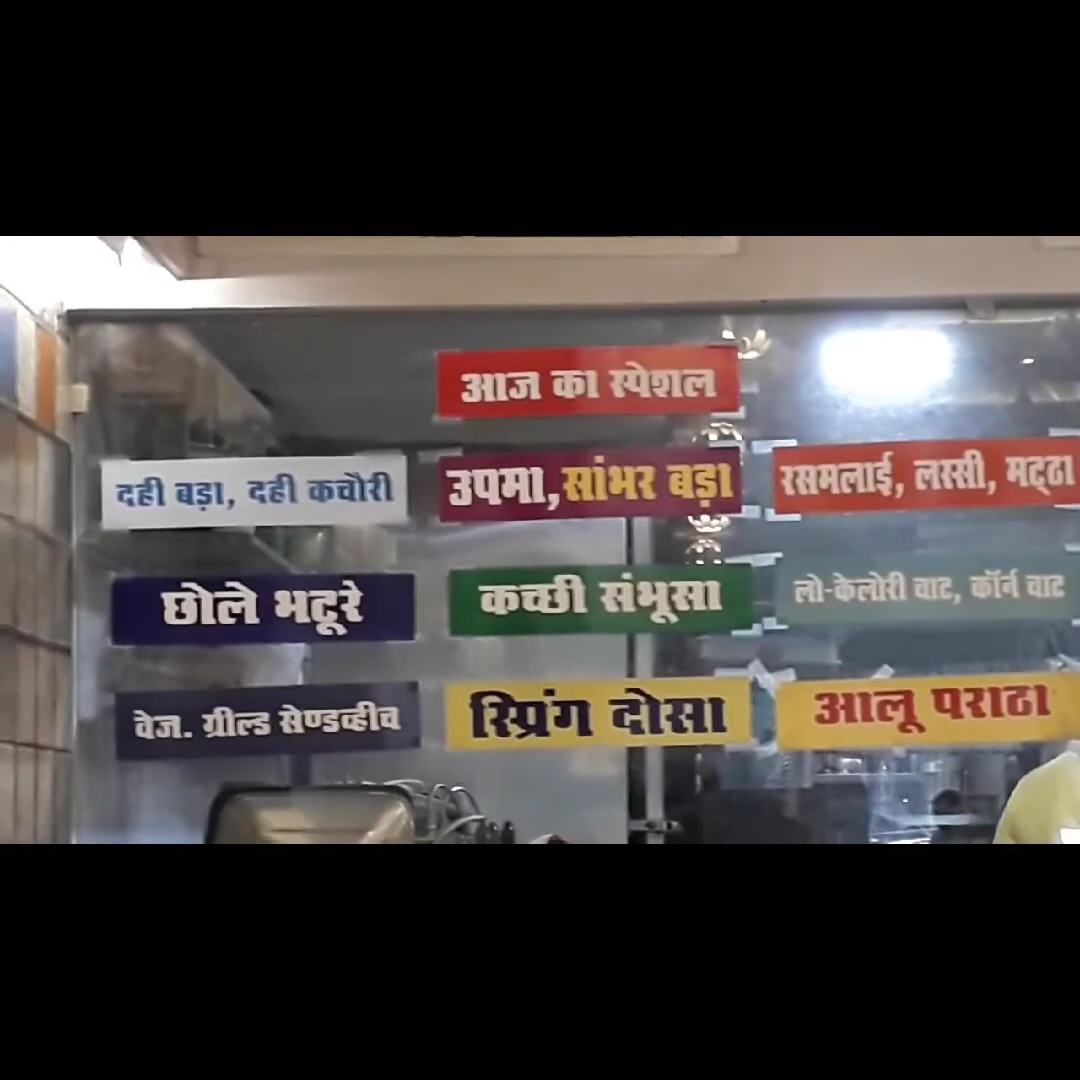 आज का स्पेशल
दही बड़ा, दही कचौरी
उपमा, सांभर बड़ा
रसमलाई, लस्सी, मट्ठा
छोले भटूरे
कच्छी संभूसा
लो-केलोरी चाट, कॉर्न चाट
वेज. ग्रील्ड सेण्डव्हीच
स्प्रिंग दोसा
आलू पराठा